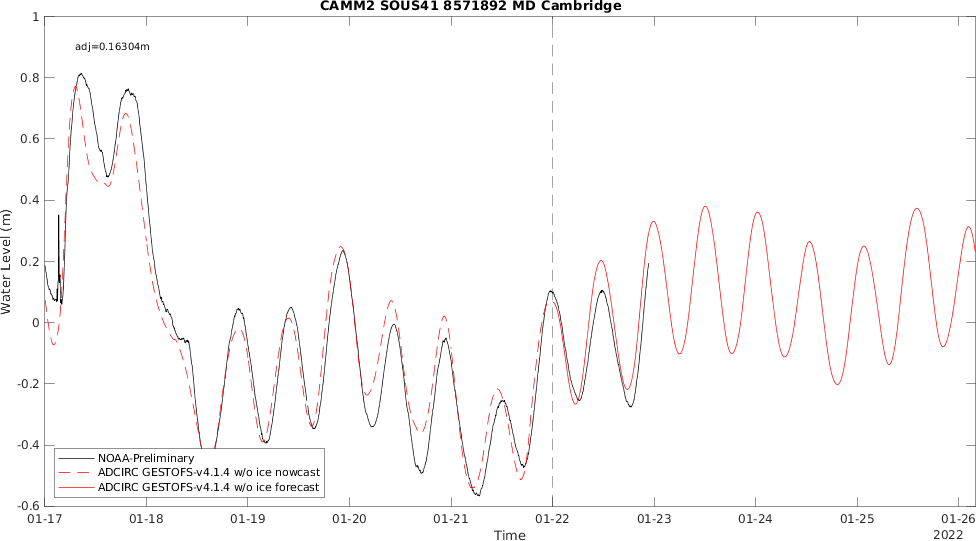 CAMM2 SOUS41 8571892 MD Cambridge
adj=0.16304m
1
0.8
0.6
0.4
0.2
0
-0.2
-0.4
-0.6
Water Level (m)
NOAA-Preliminary
ADCIRC GESTOFS-v4.1.4 w/o ice nowcast
ADCIRC GESTOFS-v4.1.4 w/o ice forecast
01-17 01-18 01-19 01-20 01-21 01-22 01-23 01-24 01-25 01-26
Time
2022